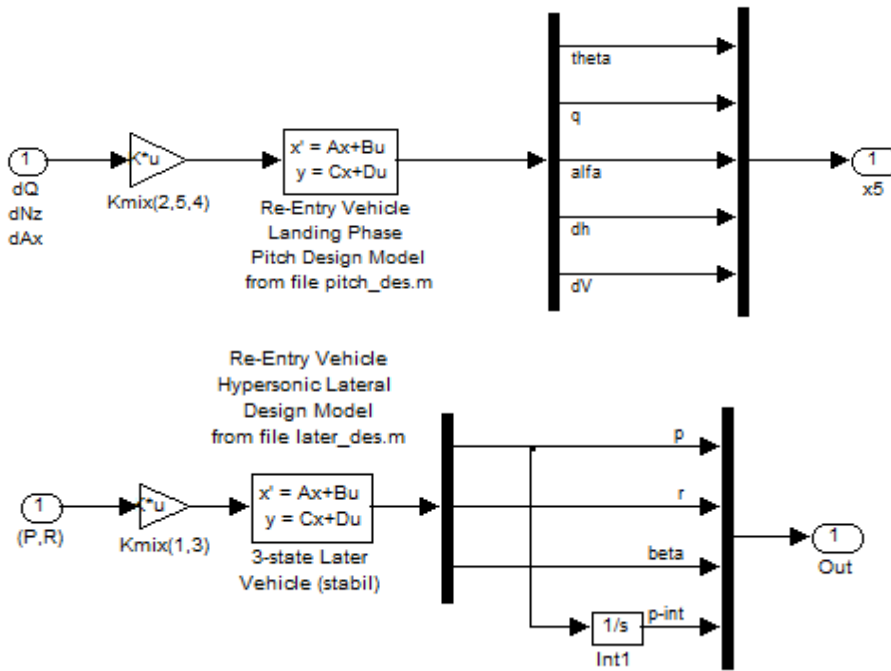 theta
q
1
K*u
x' = Ax+Bu
y = Cx+Du
alfa
1
dQ
dNz
dAx
Kmix(2,5,4)
Re-Entry Vehicle
Landing Phase
Pitch Design Model
from file pitch_des.m
x5
dh
dV
Re-Entry Vehicle
Hypersonic Lateral
Design Model
from file later_des.m
p
1
K*u
x' = Ax+Bu
y = Cx+Du
r
(P,R)
Kmix(1,3)
3-state Later
Vehicle (stabil)
beta
1
Out
1/s
p-int
Int1